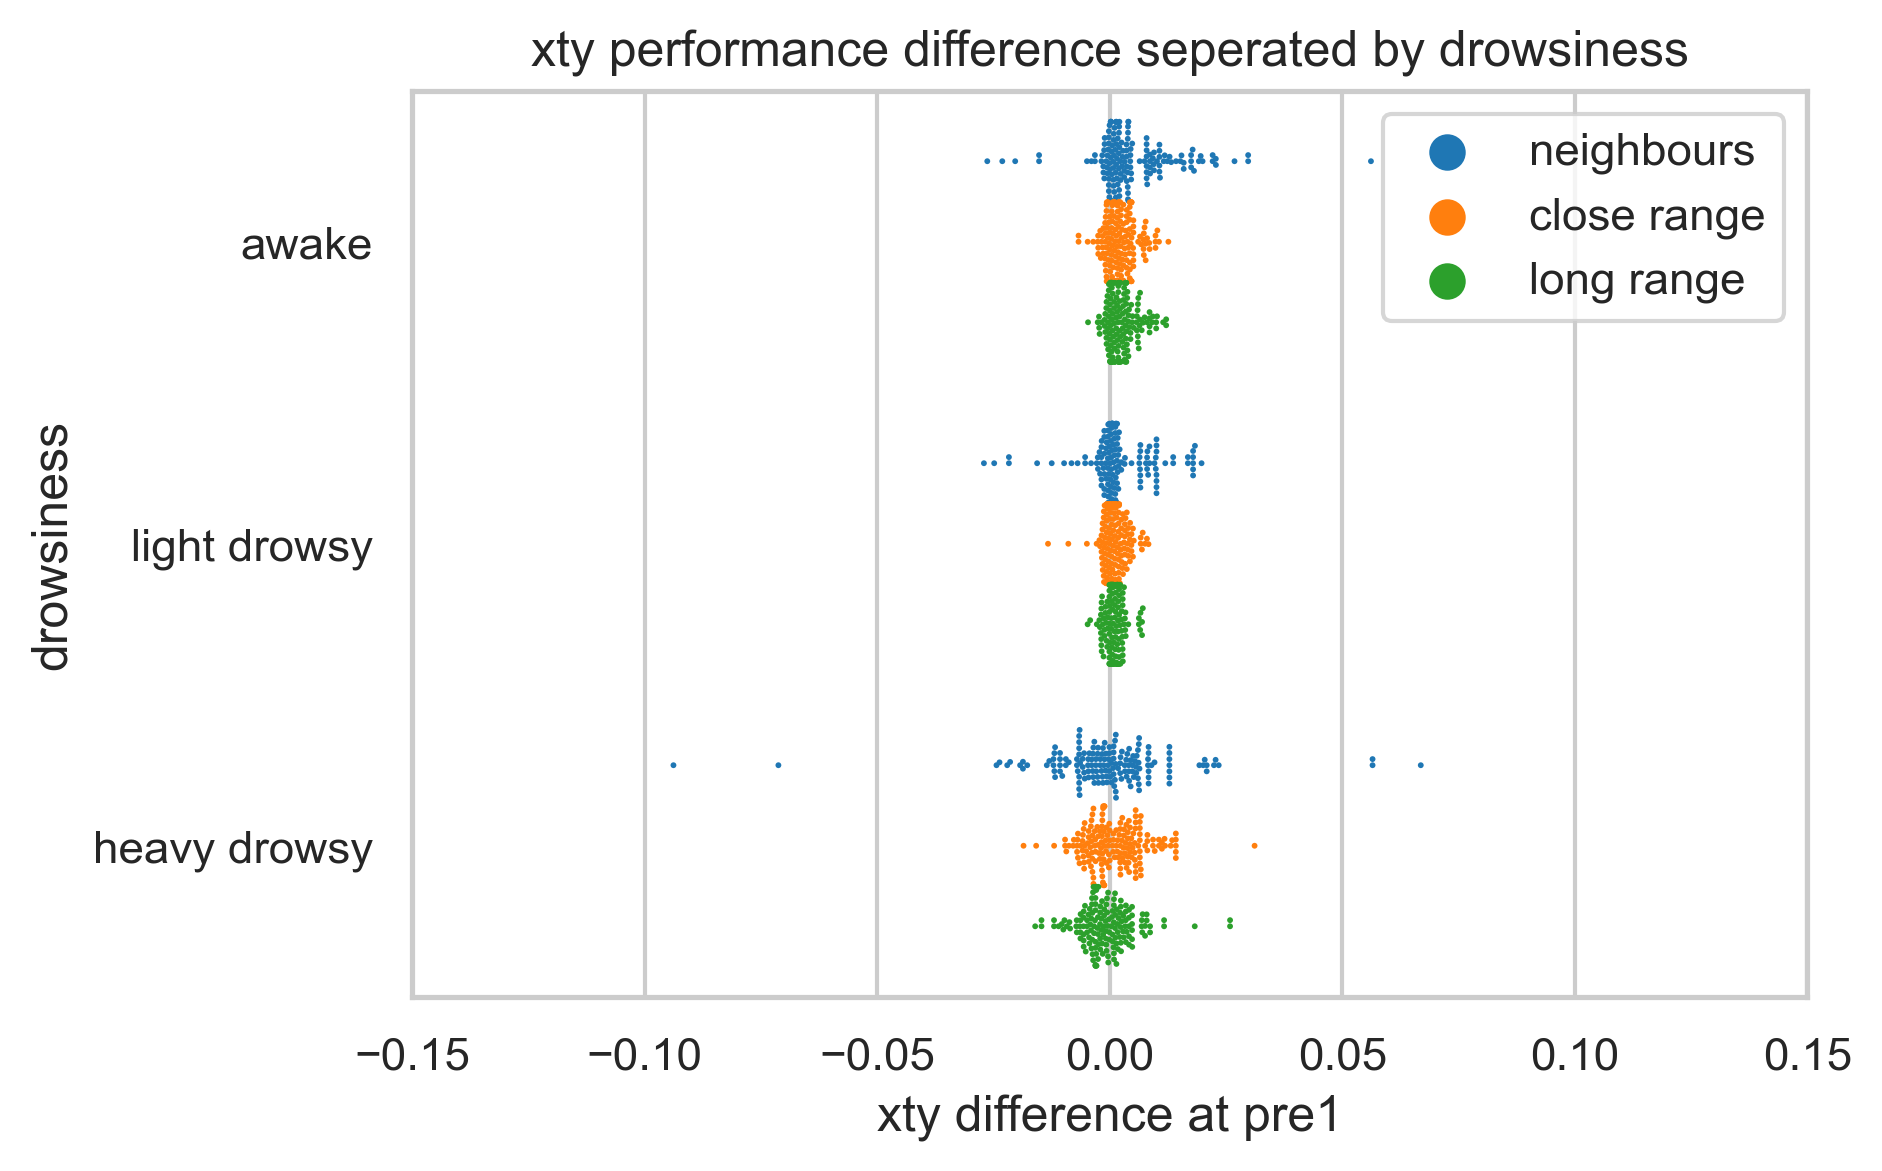 xty performance difference seperated by drowsiness
neighbours
close range
long range
awake
light drowsy
heavy drowsy
drowsiness
−0.15 −0.10 −0.05 0.00 0.05 0.10 0.15
xty difference at pre1